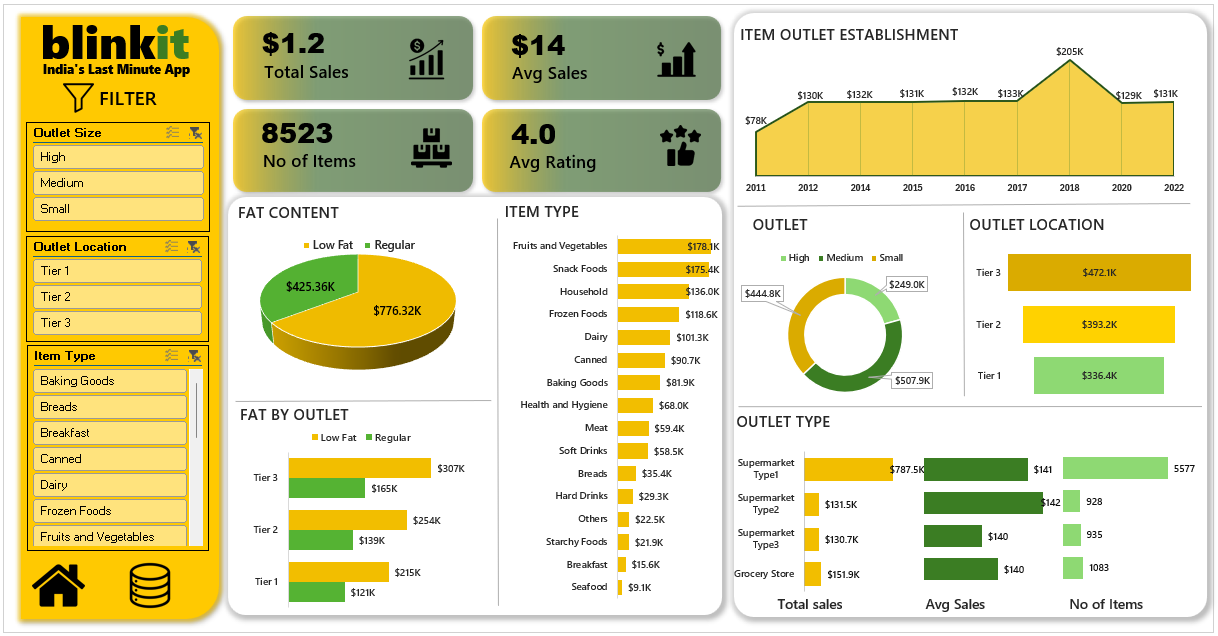 blinkit
India's Last Minute App
FILTER
Outlet Size
High
Medium
Small
Outlet Location
Tier 1
Tier 2
Tier 3
Item Type
Baking Goods
Breads
Breakfast
Canned
Dairy
Frozen Foods
Fruits and Vegetables
$1.2
Total Sales
$14
Avg Sales
8523
No of Items
4.0
Avg Rating
FAT CONTENT
Low Fat Regular
$425.36K
$776.32K
FAT BY OUTLET
Low Fat Regular
Tier 3
$307K
$165K
Tier 2
$254K
$139K
Tier 1
$215K
$121K
ITEM TYPE
Fruits and Vegetables $178.1K
Snack Foods $175.4K
Household $136.0K
Frozen Foods $118.6K
Dairy $101.3K
Canned $90.7K
Baking Goods $81.9K
Health and Hygiene $68.0K
Meat $59.4K
Soft Drinks $58.5K
Breads $35.4K
Hard Drinks $29.3K
Others $22.5K
Starchy Foods $21.9K
Breakfast $15.6K
Seafood $9.1K
ITEM OUTLET ESTABLISHMENT
$78K $130K $132K $131K $132K $133K $205K $129K $131K
2011 2012 2014 2015 2016 2017 2018 2020 2022
OUTLET
High Medium Small
$249.0K
$444.8K
$507.9K
OUTLET LOCATION
Tier 3 $472.1K
Tier 2 $393.2K
Tier 1 $336.4K
OUTLET TYPE
Supermarket
Type1
$787.5K $141 5577
Supermarket
Type2
$131.5K $142 928
Supermarket
Type3
$130.7K $140 935
Grocery Store $151.9K $140 1083
Total sales Avg Sales No of Items